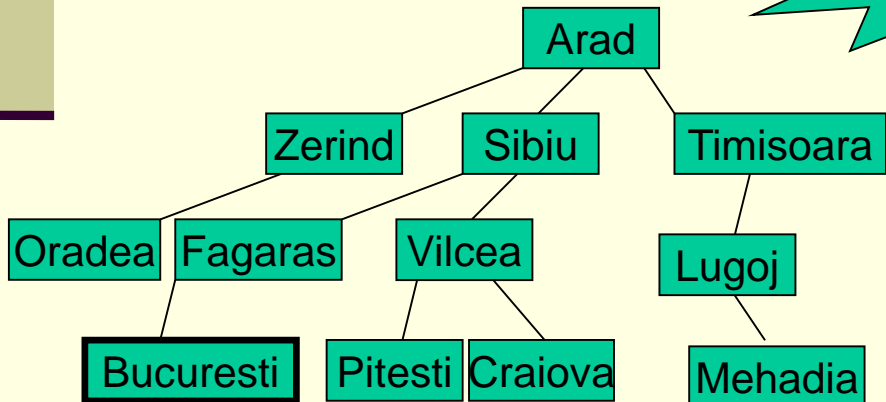 Arad
Zerind
Sibiu
Timisoara
Oradea
Fagaras
Vilcea
Lugoj
Bucuresti
Pitesti
Craiova
Mehadia